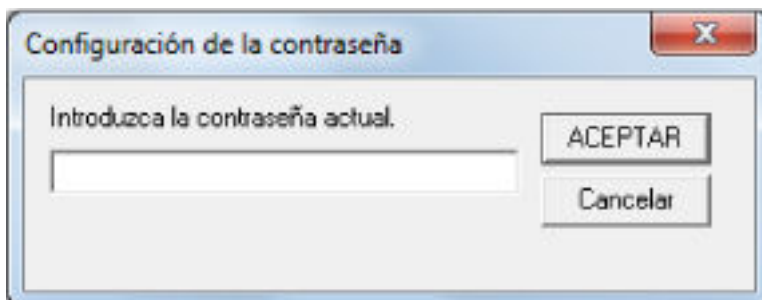 Configuración de la contraseña
Introduzca la contraseña actual.
ACEPTAR
Cancelar